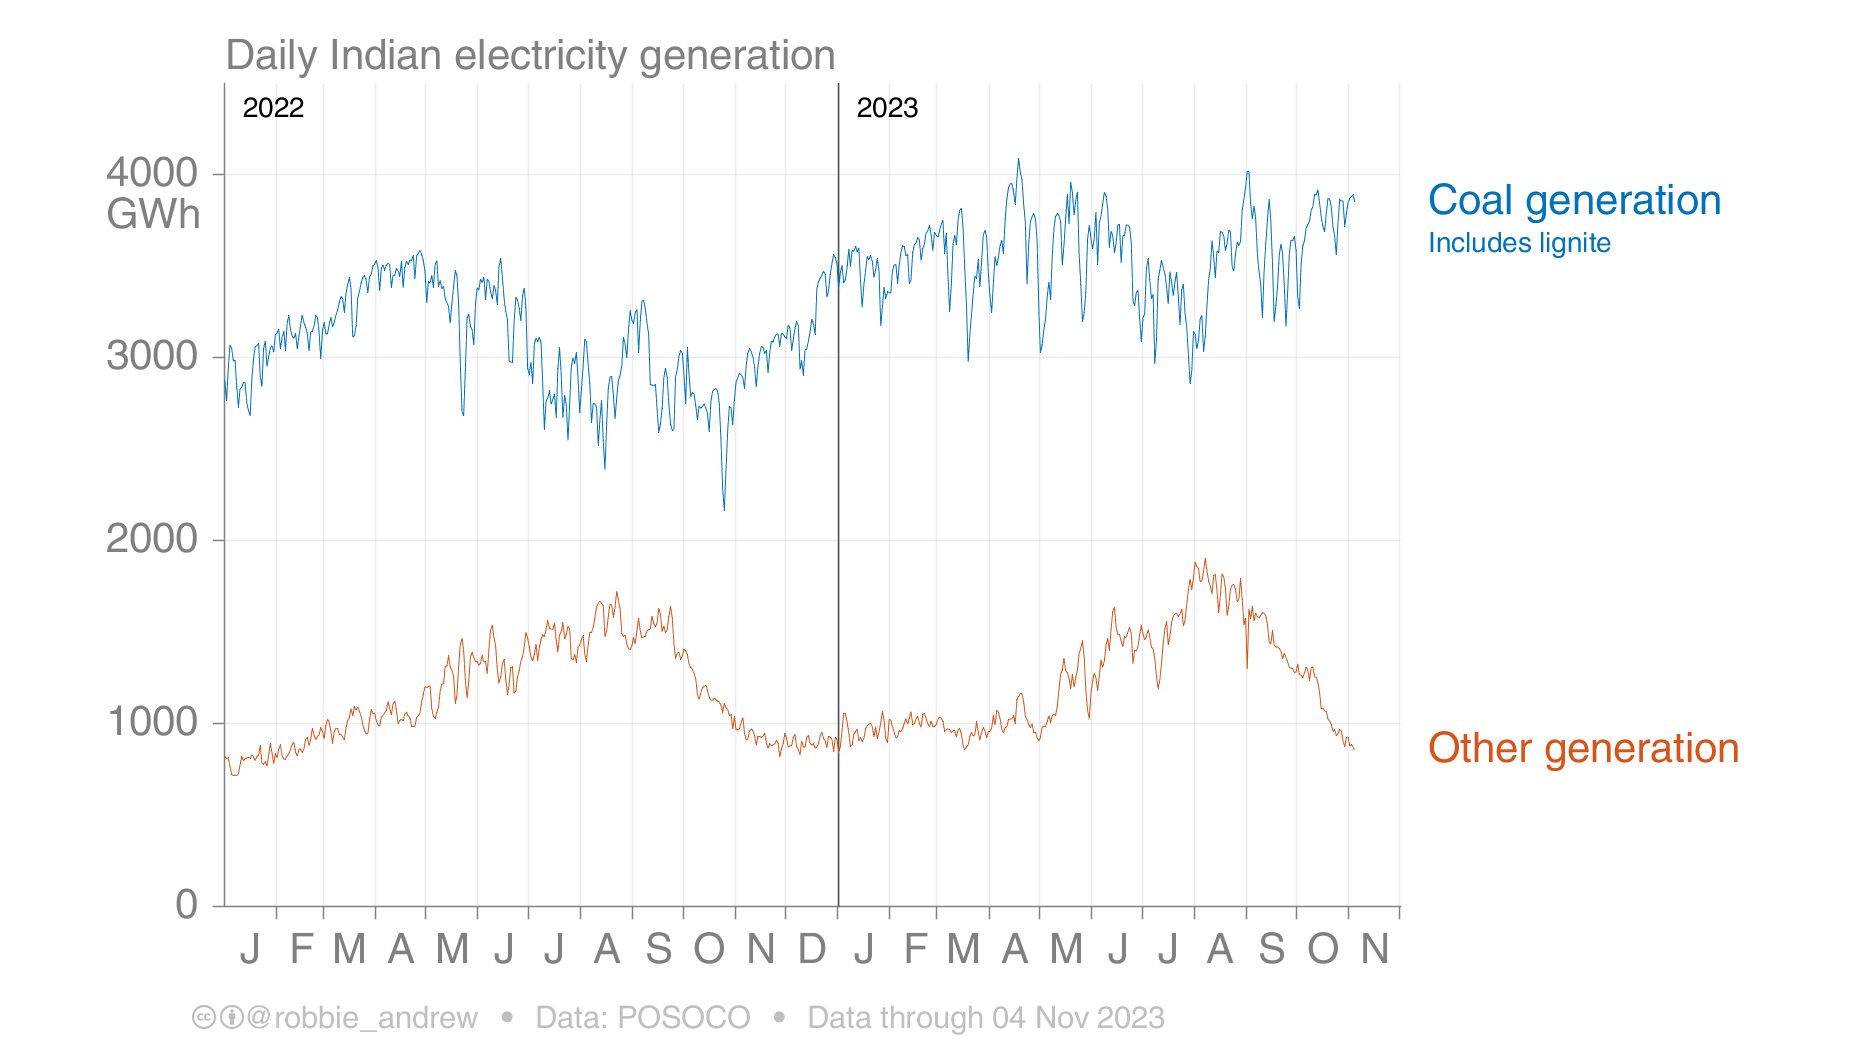 Daily Indian electricity generation
2022
2023
4000
GWh
3000
2000
1000
0
Coal generation
Includes lignite
Other generation
J F M A M J J A S O N D J F M A M J J A S O N
cc @robbie_andrew • Data: POSOCO • Data through 04 Nov 2023